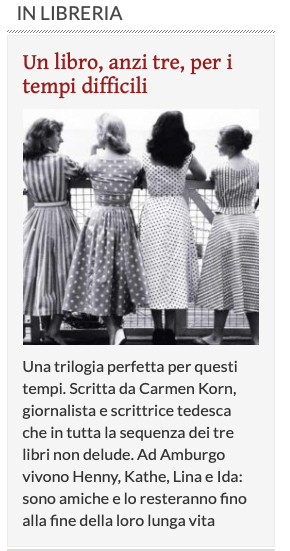 IN LIBRERIA
Un libro, anzi tre, per i
tempi difficili
Una trilogia perfetta per questi
tempi. Scritta da Carmen Korn,
giornalista e scrittrice tedesca
che in tutta la sequenza dei tre
libri non delude. Ad Amburgo
vivono Henny, Kathe, Lina e Ida:
sono amiche e lo resteranno fino
alla fine della loro lunga vita